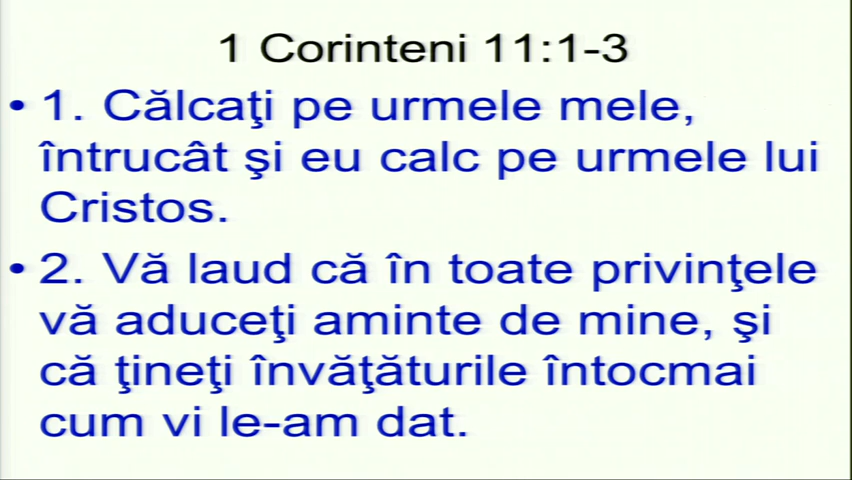 1 Corinteni 11:1-3
• 1. Călcaţi pe urmele mele,
întrucât şi eu calc pe urmele lui
Cristos.
• 2. Vă laud că în toate privinţele
vă aduceţi aminte de mine, şi
că ţineţi învăţăturile întocmai
cum vi le-am dat.